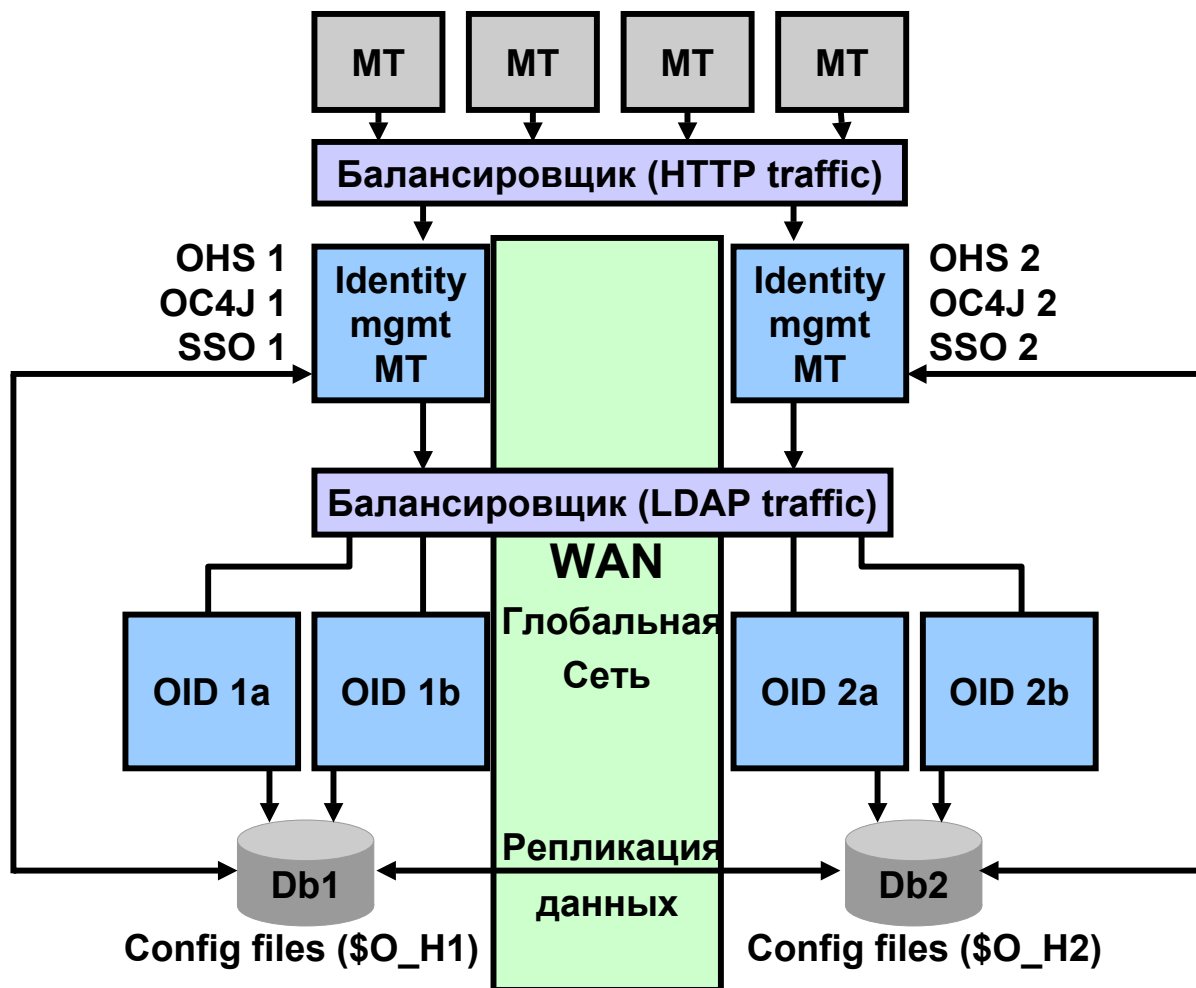 MT
MT
MT
MT
Балансировщик (HTTP traffic)
OHS 1
OC4J 1
SSO 1
Identity
mgmt
MT
Identity
mgmt
MT
OHS 2
OC4J 2
SSO 2
Балансировщик (LDAP traffic)
WAN
Глобальная
Сеть
OID 1a
OID 1b
OID 2a
OID 2b
Репликация
данных
Db1
Db2
Config files ($O_H1)
Config files ($O_H2)